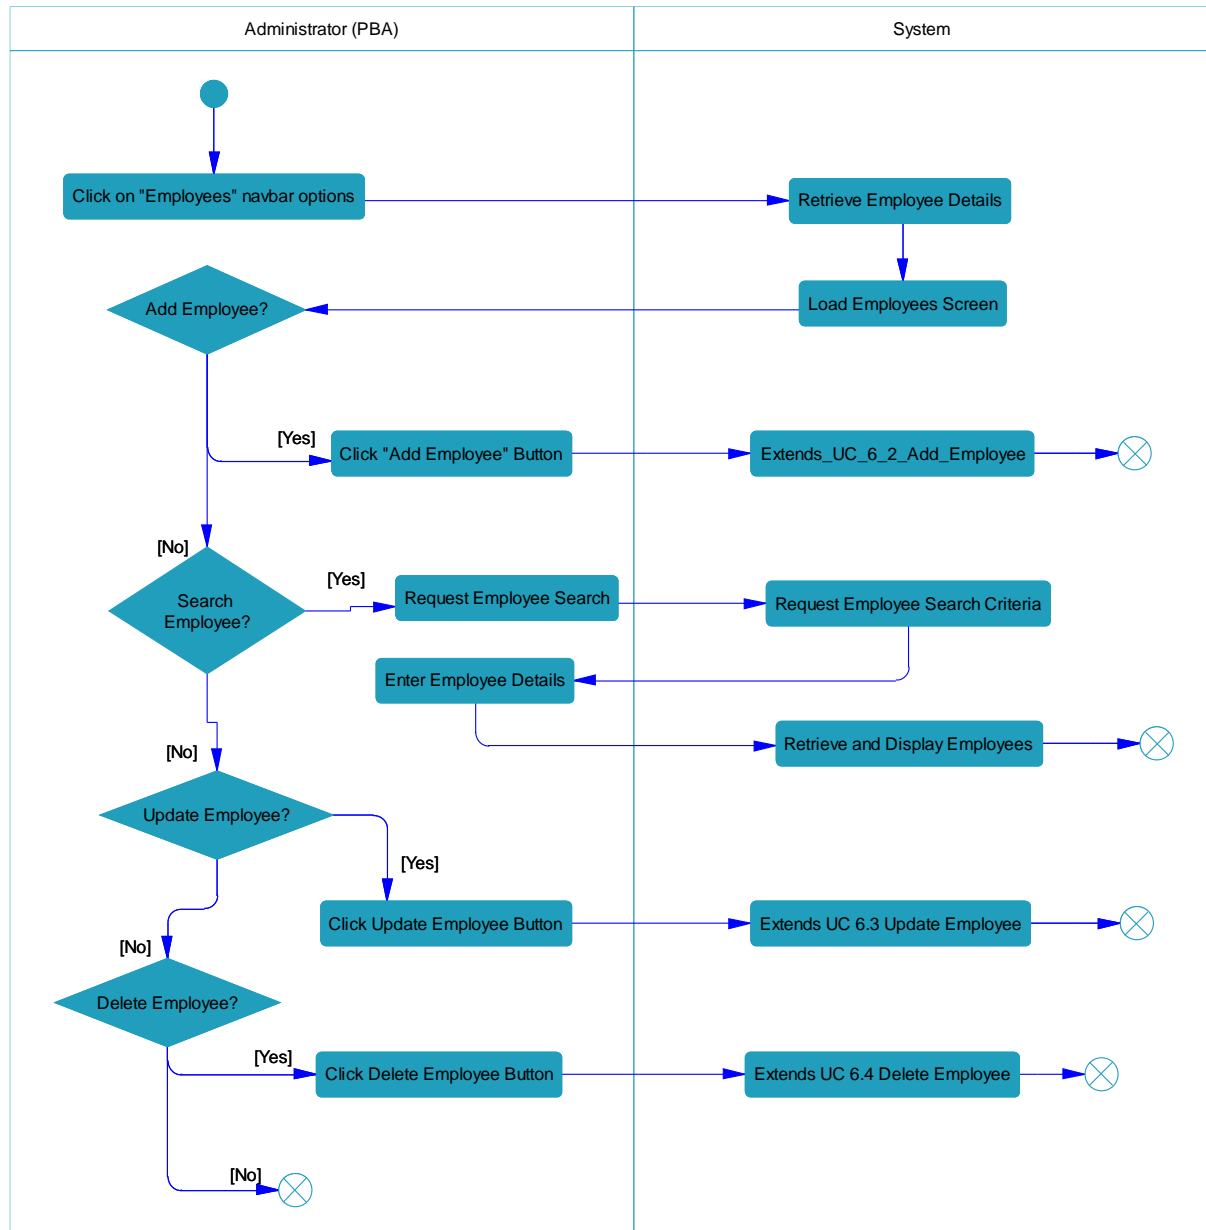 Administrator (PBA)
System
Click on "Employees" navbar options
Retrieve Employee Details
Load Employees Screen
Add Employee?
[Yes]
Click "Add Employee" Button
Extends_UC_6_2_Add_Employee
[No]
Search
Employee?
[Yes]
Request Employee Search
Request Employee Search Criteria
Enter Employee Details
Retrieve and Display Employees
[No]
Update Employee?
[Yes]
Click Update Employee Button
Extends UC 6.3 Update Employee
[No]
Delete Employee?
[Yes]
Click Delete Employee Button
Extends UC 6.4 Delete Employee
[No]